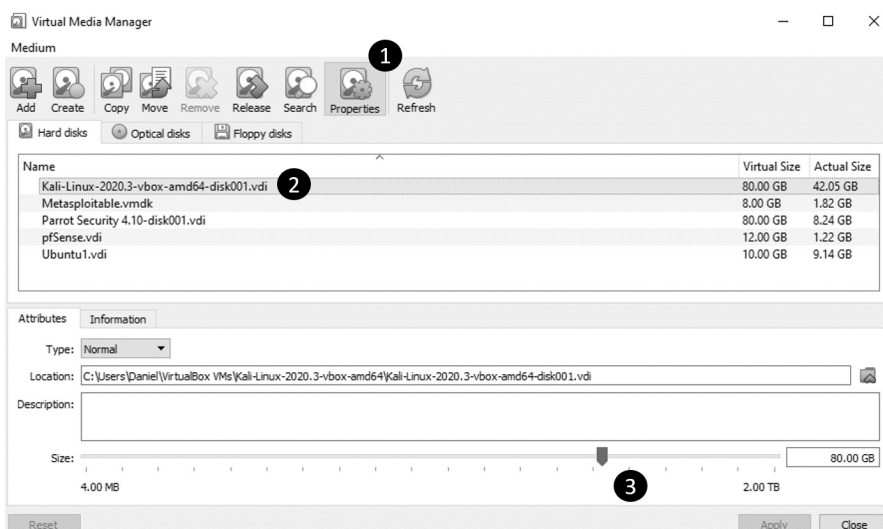 Virtual Media Manager
Medium
1
Add Create Copy Move Remove Release Search Properties Refresh
Hard disks Optical disks Floppy disks
Name Virtual Size Actual Size
Kali-Linux-2020.3-vbox-amd64-disk001.vdi 2 80.00 GB 42.05 GB
Metasploitable.vmdk 8.00 GB 1.82 GB
Parrot Security 4.10-disk001.vdi 80.00 GB 8.24 GB
pfSense.vdi 12.00 GB 1.22 GB
Ubuntu1.vdi 10.00 GB 9.14 GB
Attributes Information
Type: Normal
Location: C:\Users\Daniel\VirtualBox VMs\Kali-Linux-2020.3-vbox-amd64\Kali-Linux-2020.3-vbox-amd64-disk001.vdi
Description:
Size: 80.00 GB
4.00 MB 3 2.00 TB
Reset Apply Close